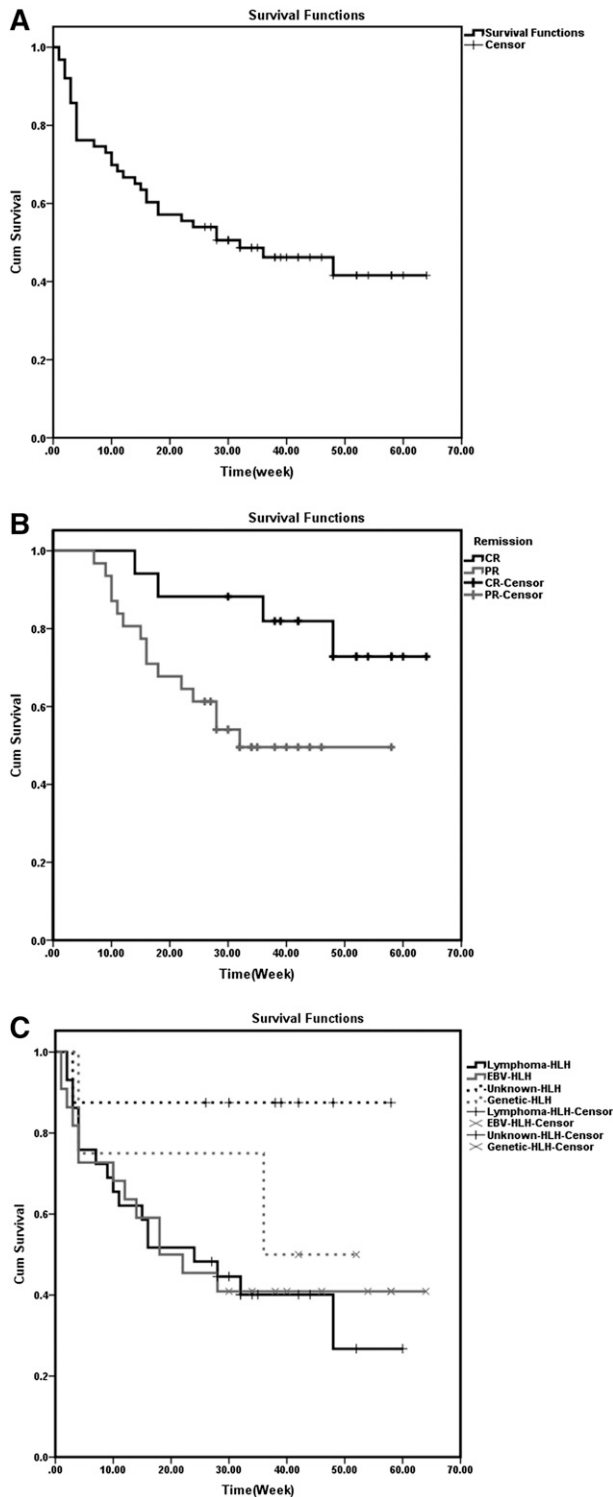 A
Survival Functions
Survival Functions
Censor
Cum Survival
1.0
0.8
0.6
0.4
0.2
0.0
.00 10.00 20.00 30.00 40.00 50.00 60.00 70.00
Time(week)
B
Survival Functions
Remission
CR
PR
CR-Censor
PR-Censor
Cum Survival
1.0
0.8
0.6
0.4
0.2
0.0
.00 10.00 20.00 30.00 40.00 50.00 60.00 70.00
Time(Week)
C
Survival Functions
Lymphoma-HLH
EBV-HLH
Unknown-HLH
Genetic-HLH
Lymphoma-HLH-Censor
EBV-HLH-Censor
Unknown-HLH-Censor
Genetic-HLH-Censor
Cum Survival
1.0
0.8
0.6
0.4
0.2
0.0
.00 10.00 20.00 30.00 40.00 50.00 60.00 70.00
Time(Week)